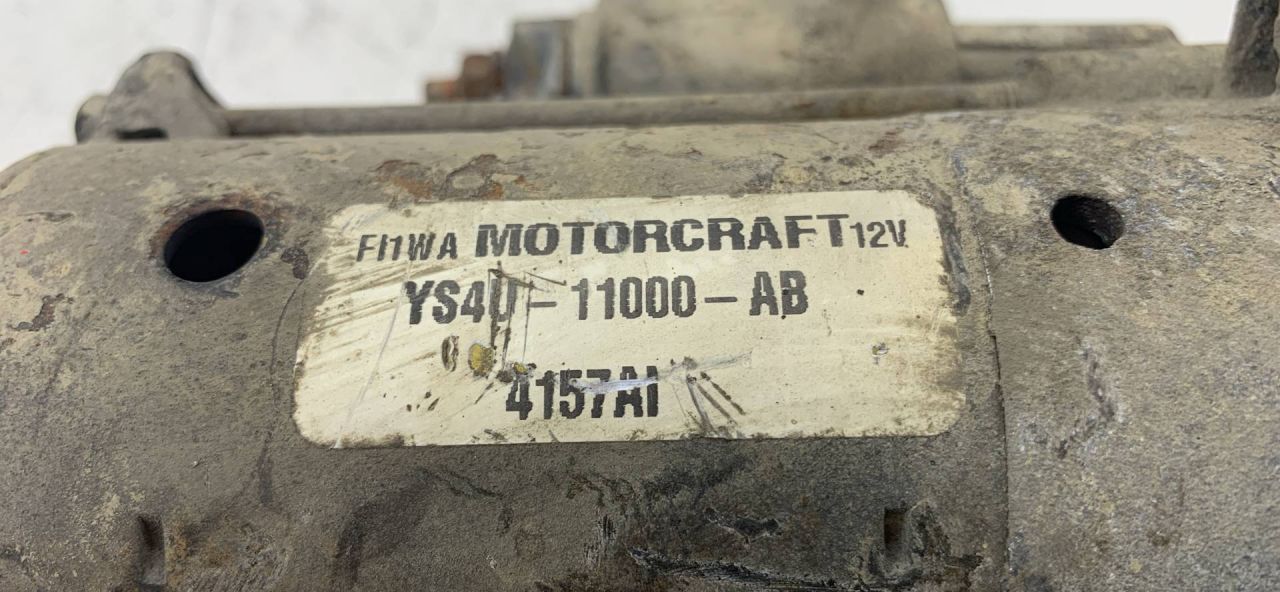 FI1WA MOTORCRAFT 12V
YS4U-11000-AB
4157AI